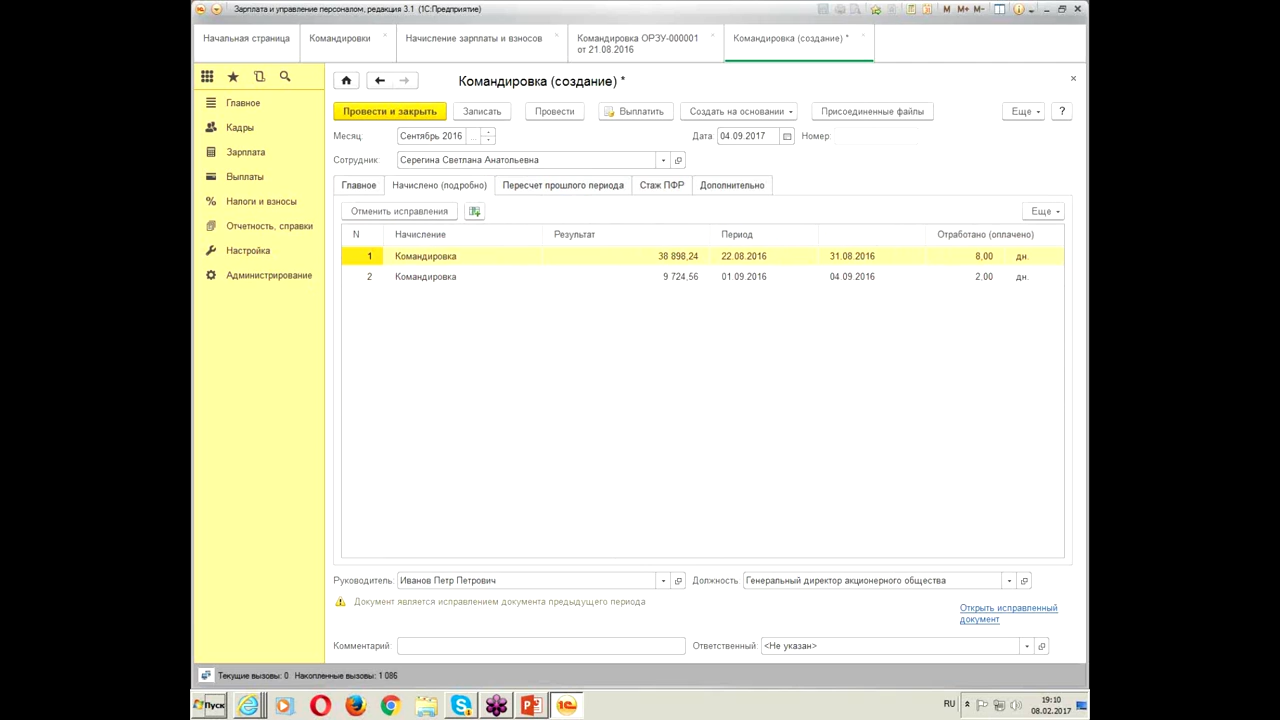 Зарплата и управление персоналом, редакция 3.1 (1С:Предприятие)
M M+ M-
Начальная страница
Командировки
Начисление зарплаты и взносов
Командировка ОРЗУ-000001
от 21.08.2016
Командировка (создание) *
Командировка (создание) *
Главное
Кадры
Зарплата
Выплаты
Налоги и взносы
Отчетность, справки
Настройка
Администрирование
Провести и закрыть
Записать
Провести
Выплатить
Создать на основании
Присоединенные файлы
Еще
?
Месяц:
Сентябрь 2016
Дата
04.09.2017
Номер:
Сотрудник:
Серегина Светлана Анатольевна
Главное
Начислено (подробно)
Пересчет прошлого периода
Стаж ПФР
Дополнительно
Отменить исправления
Еще
N Начисление Результат Период Отработано (оплачено)
1 Командировка 38 898,24 22.08.2016 31.08.2016 8,00 дн.
2 Командировка 9 724,56 01.09.2016 04.09.2016 2,00 дн.
Руководитель:
Иванов Петр Петрович
Должность:
Генеральный директор акционерного общества
Документ является исправлением документа предыдущего периода
Открыть исправленный
документ
Комментарий:
Ответственный:
<Не указан>
Текущие вызовы: 0 Накопленные вызовы: 1 086
Пуск
RU
19:10
08.02.2017